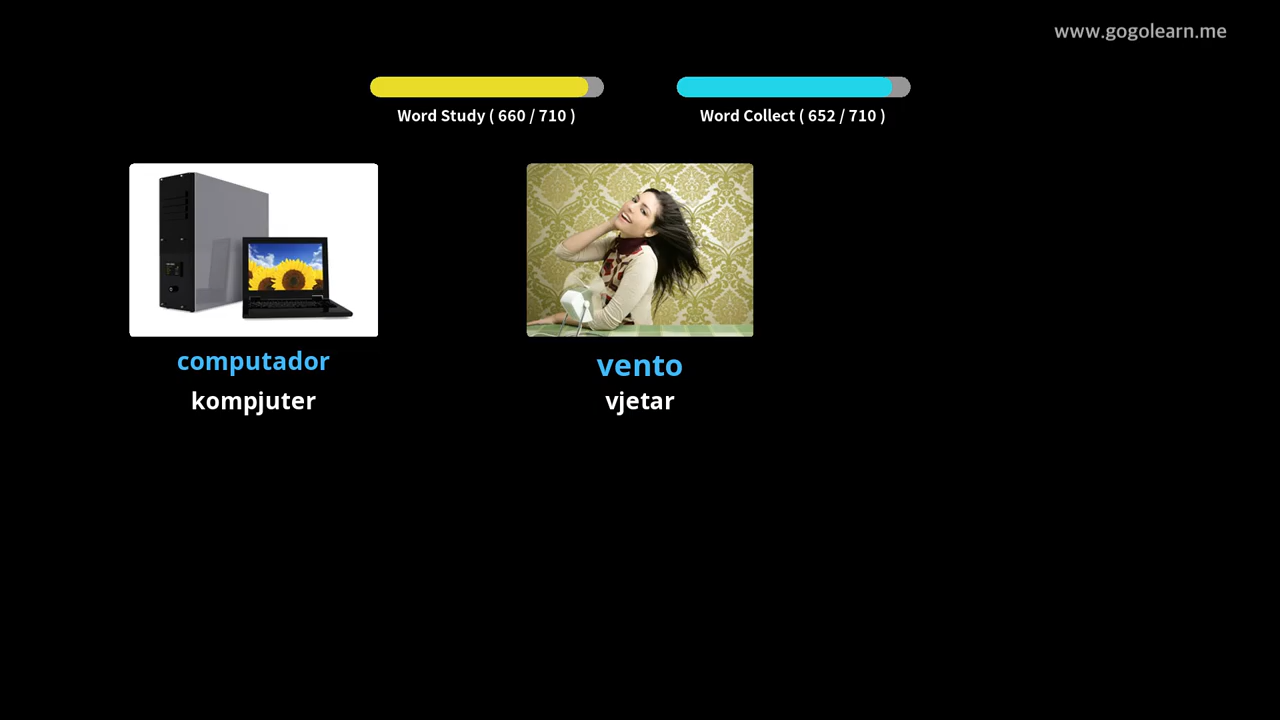 www.gogolearn.me
Word Study ( 660 / 710 )
Word Collect ( 652 / 710 )
computador
kompjuter
vento
vjetar